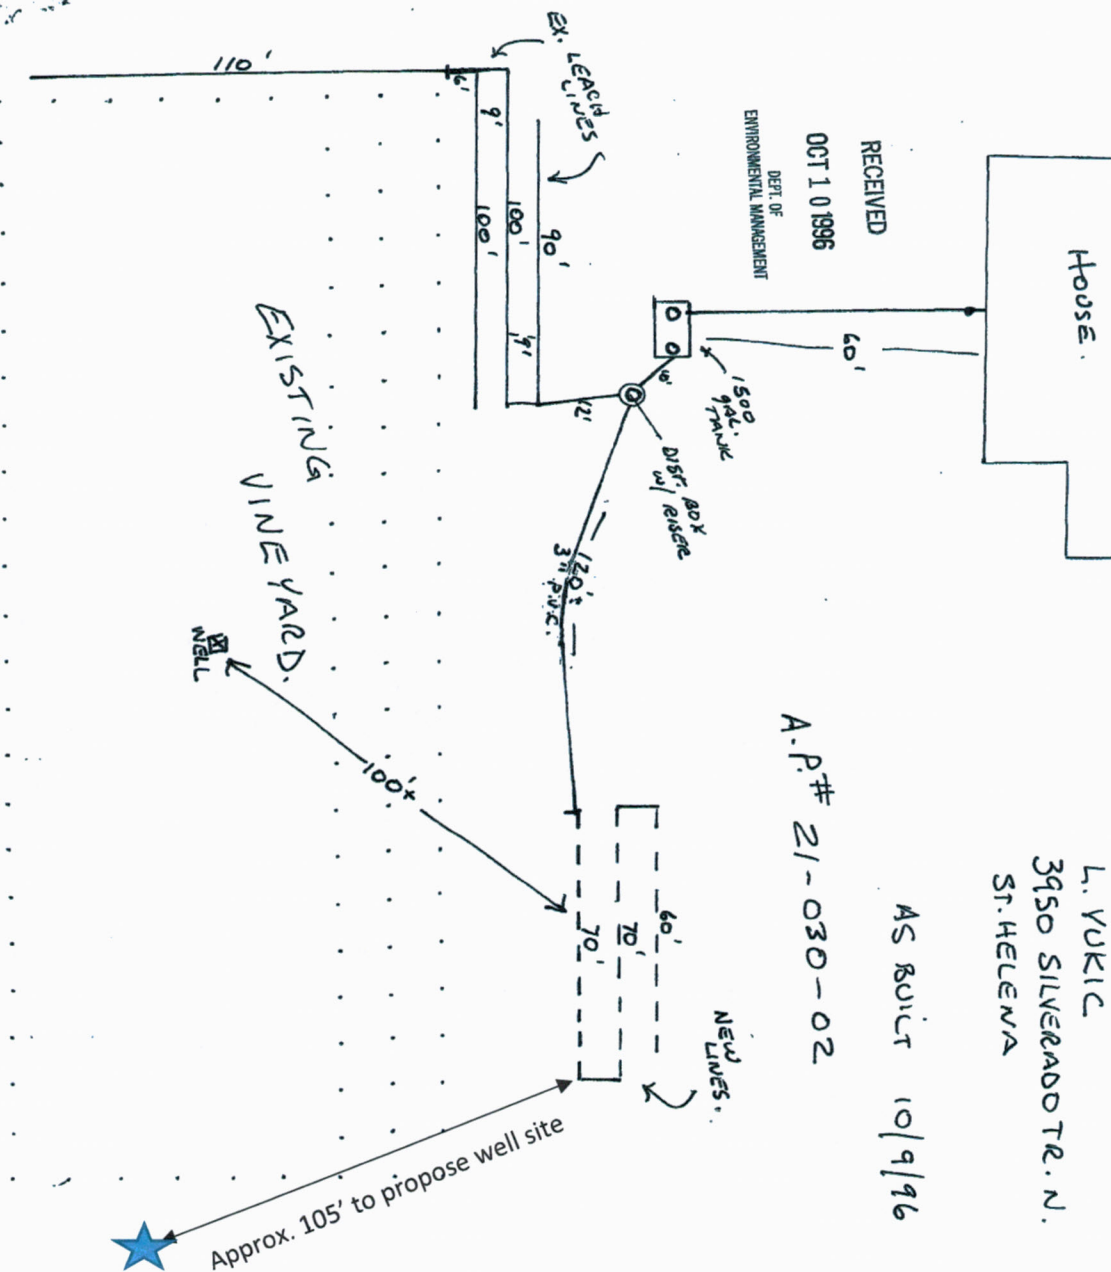 110'
6'
EX. LEACH
LINES
9'
100'
100'
90'
9'
12'
RECEIVED
OCT 10 1996
DEPT. OF
ENVIRONMENTAL MANAGEMENT
HOUSE.
60'
1500
GAL.
TANK
10'
DIST. BOX
W/ RISER
120'±
3" P.V.C.
EXISTING
VINEYARD.
WELL
100'±
60'
70'
70'
NEW
LINES.
L. VUKIC
3950 SILVERADO TR. N.
ST. HELENA
AS BUILT 10/9/96
A.P.# 21-030-02
Approx. 105' to propose well site